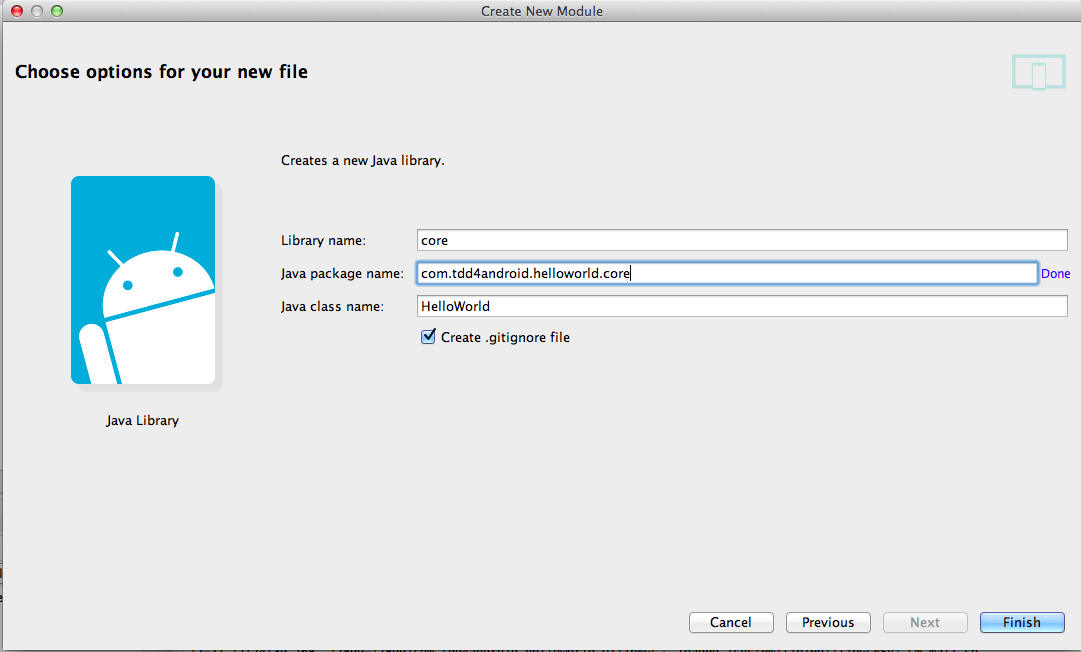 Create New Module
Choose options for your new file
Creates a new Java library.
Library name: core
Java package name: com.tdd4android.helloworld.core Done
Java class name: HelloWorld
Create .gitignore file
Java Library
Cancel Previous Next Finish